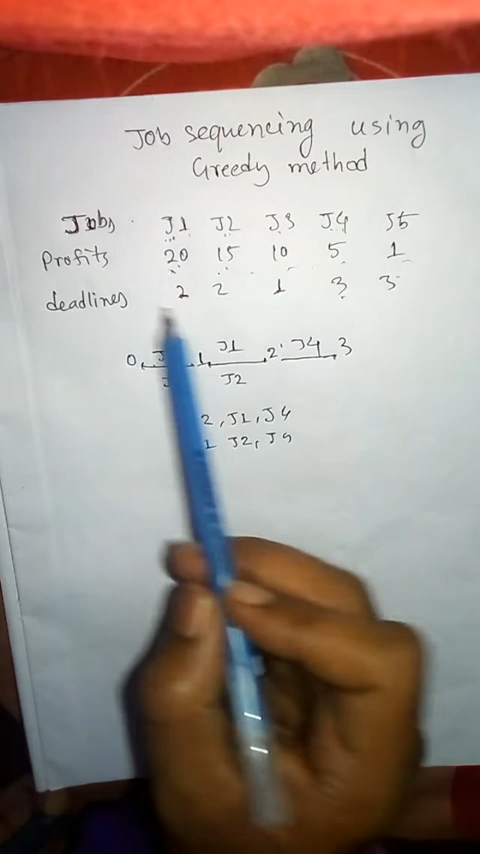 Job sequencing using
Greedy method
Jobs. J1 J2 J3 J4 J5
Profits 20 15 10 5 1
deadlines 2 2 1 3 3
0 1 J1 2 J4 3
J2
2, J1, J4
1 J2, J4